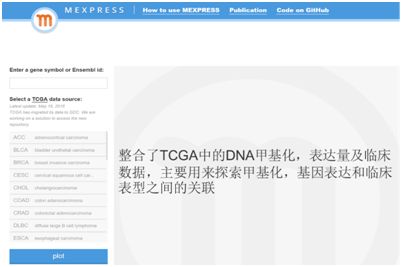 m MEXPRESS How to use MEXPRESS Publication Code on GitHub
Enter a gene symbol or Ensembl id:
Select a TCGA data source:
Latest update: May 10, 2016
TCGA has migrated its data to GDC. We are
working on a solution to access the new
repository.
ACC adrenocortical carcinoma
BLCA bladder urothelial carcinoma
BRCA breast invasive carcinoma
CESC cervical squamous cell car...
CHOL cholangiocarcinoma
COAD colon adenocarcinoma
CRAD colorectal adenocarcinoma
DLBC diffuse large B cell lymphoma
ESCA esophageal carcinoma
plot
整合了TCGA中的DNA甲基化，表达量及临床
数据，主要用来探索甲基化，基因表达和临床
表型之间的关联